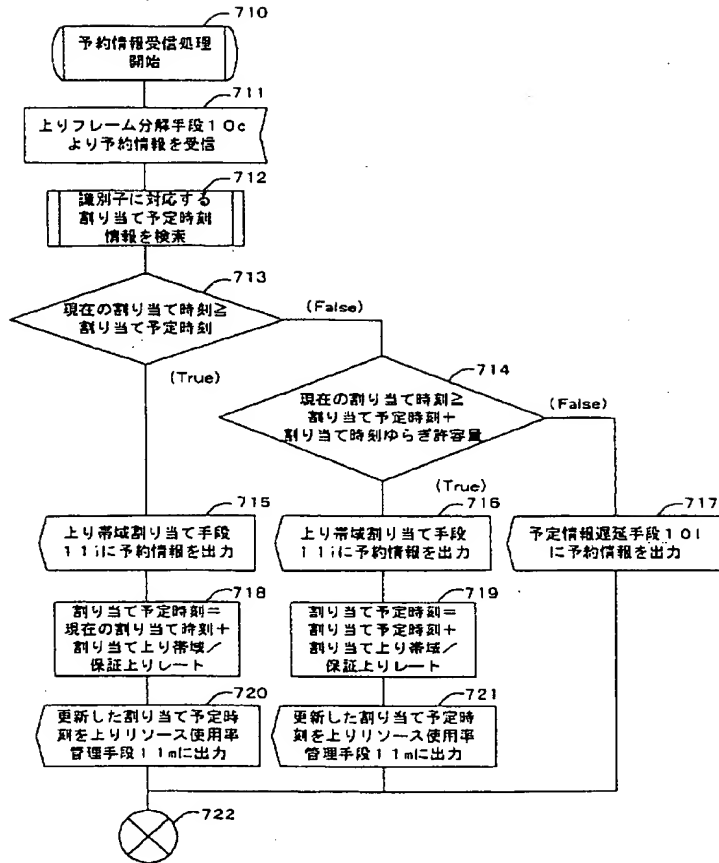 710
予約情報受信処理
開始
711
上りフレーム分解手段10c
より予約情報を受信
712
識別子に対応する
割り当て予定時刻
情報を検索
713
現在の割り当て時刻≧
割り当て予定時刻
(False)
(True)
714
現在の割り当て時刻≧
割り当て予定時刻+
割り当て時刻ゆらぎ許容量
(False)
(True)
715
上り帯域割り当て手段
11iに予約情報を出力
716
上り帯域割り当て手段
11iに予約情報を出力
717
予定情報遅延手段10l
に予約情報を出力
718
割り当て予定時刻=
現在の割り当て時刻+
割り当て上り帯域/
保証上りレート
719
割り当て予定時刻=
割り当て予定時刻+
割り当て上り帯域/
保証上りレート
720
更新した割り当て予定時
刻を上りリソース使用率
管理手段11mに出力
721
更新した割り当て予定時
刻を上りリソース使用率
管理手段11mに出力
722